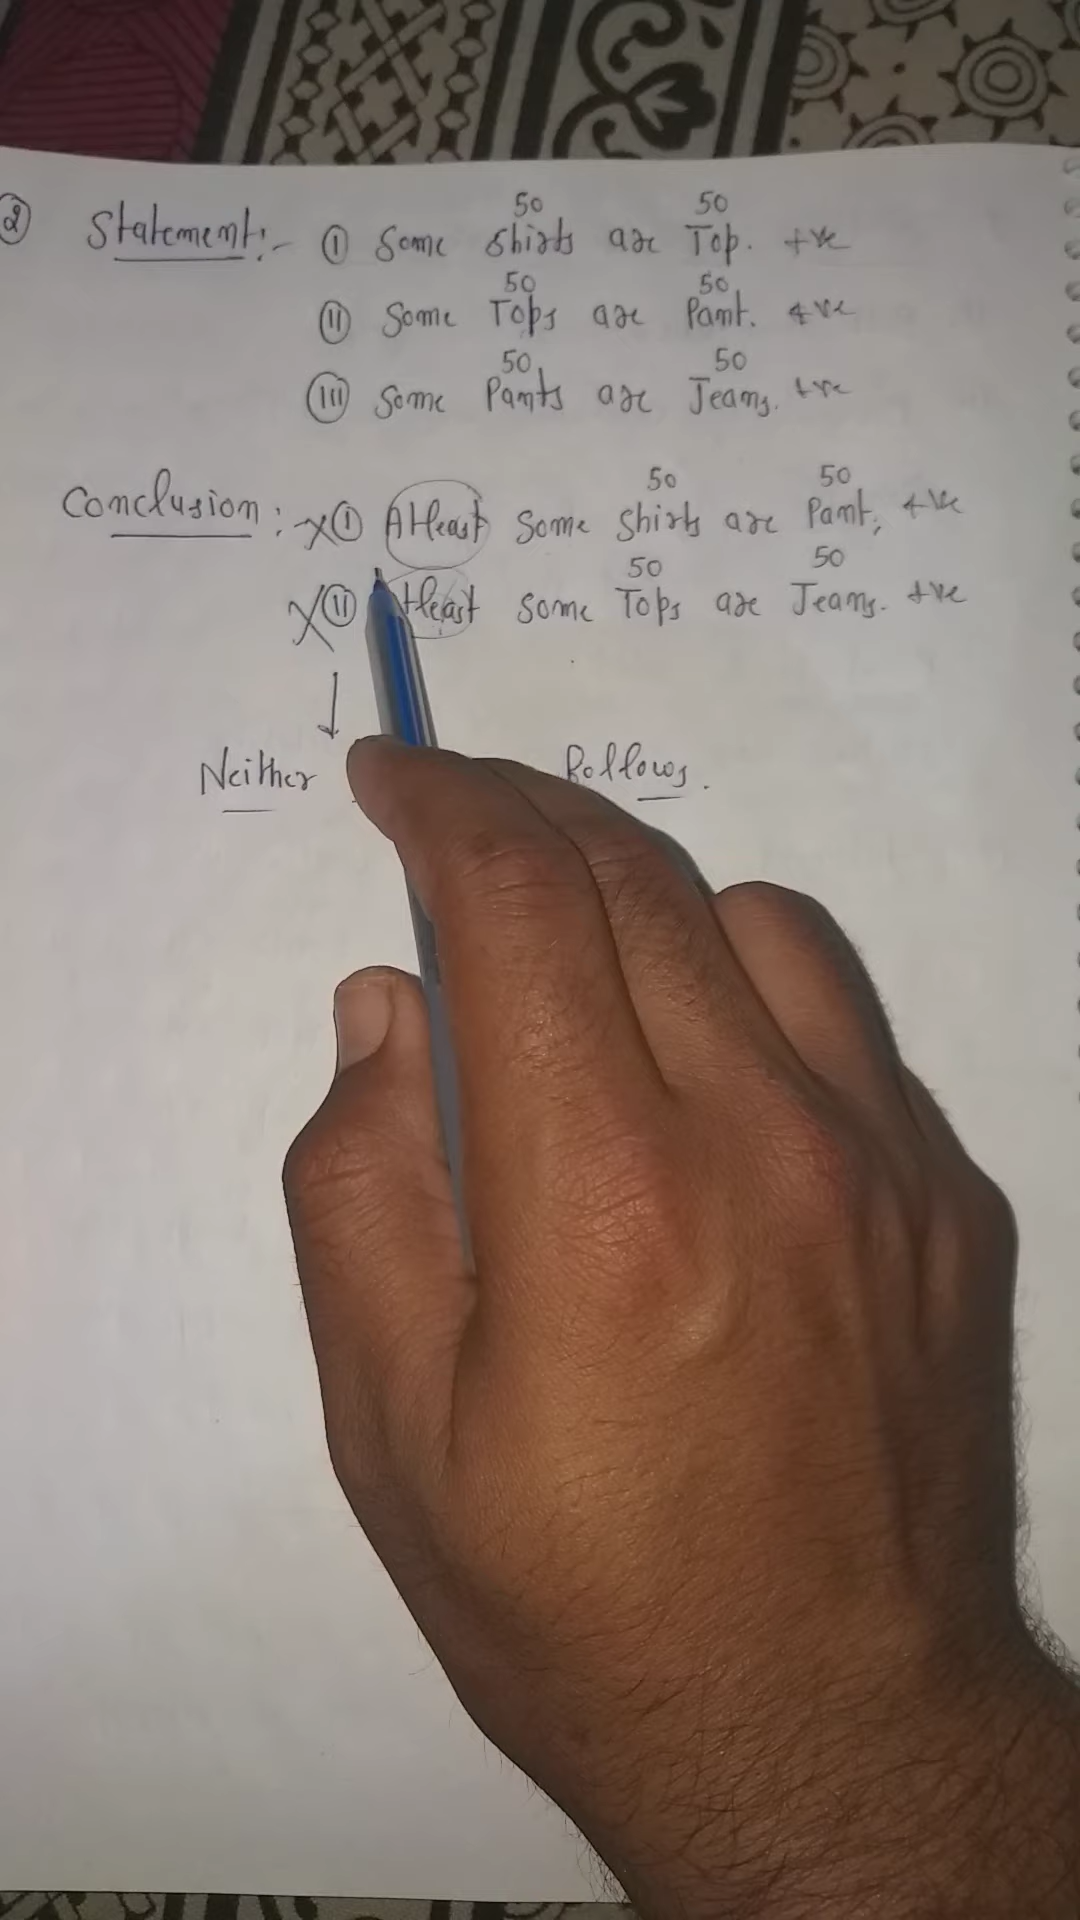 ② Statement:- ① Some Shirts are Top. +ve
50 50
⑪ Some Tops are Pant. +ve
50 50
⑪⑪ Some Pants are Jeans. +ve
50 50
Conclusion: X ① Atleast Some Shirts are Pant. +ve
50 50
X ⑪ Atleast some Tops are Jeans. +ve
50 50
↓
Neither follows.